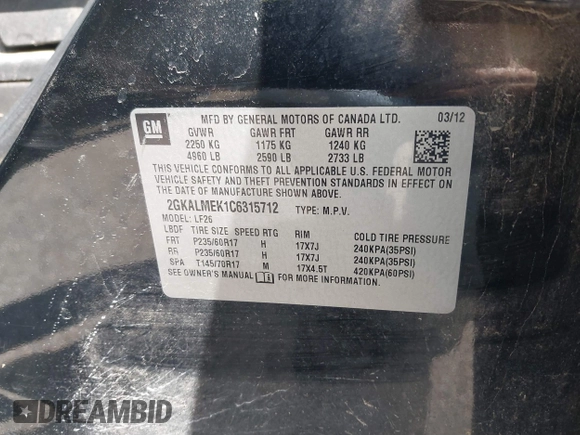 GM
MFD BY GENERAL MOTORS OF CANADA LTD. 03/12
GVWR GAWR FRT GAWR RR
2250 KG 1175 KG 1240 KG
4960 LB 2590 LB 2733 LB
THIS VEHICLE CONFORMS TO ALL APPLICABLE U.S. FEDERAL MOTOR
VEHICLE SAFETY AND THEFT PREVENTION STANDARDS IN EFFECT ON
THE DATE OF MANUFACTURE SHOWN ABOVE.
2GKALMEK1C6315712 TYPE: M.P.V.
MODEL: LF26
LBDF TIRE SIZE SPEED RTG RIM COLD TIRE PRESSURE
FRT P235/60R17 H 17X7J 240KPA(35PSI)
RR P235/60R17 H 17X7J 240KPA(35PSI)
SPA T145/70R17 M 17X4.5T 420KPA(60PSI)
SEE OWNER'S MANUAL FOR MORE INFORMATION.
DREAMBID